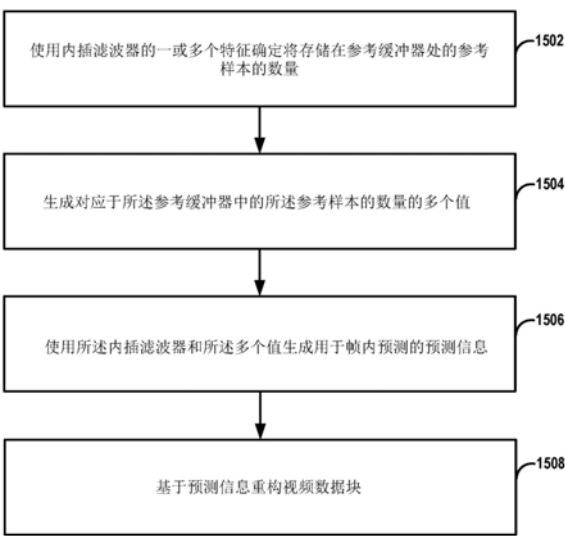 使用内插滤波器的一或多个特征确定将存储在参考缓冲器处的参考
样本的数量
1502
生成对应于所述参考缓冲器中的所述参考样本的数量的多个值
1504
使用所述内插滤波器和所述多个值生成用于帧内预测的预测信息
1506
基于预测信息重构视频数据块
1508